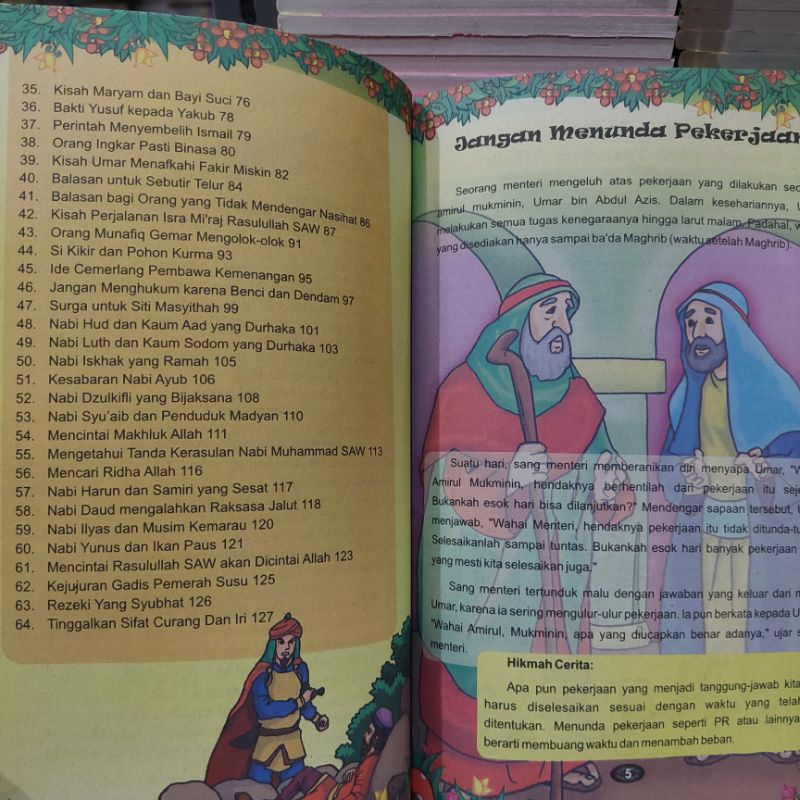 35. Kisah Maryam dan Bayi Suci 76
36. Bakti Yusuf kepada Yakub 78
37. Perintah Menyembelih Ismail 79
38. Orang Ingkar Pasti Binasa 80
39. Kisah Umar Menafkahi Fakir Miskin 82
40. Balasan untuk Sebutir Telur 84
41. Balasan bagi Orang yang Tidak Mendengar Nasihat 86
42. Kisah Perjalanan Isra Mi'raj Rasulullah SAW 87
43. Orang Munafiq Gemar Mengolok-olok 91
44. Si Kikir dan Pohon Kurma 93
45. Ide Cemerlang Pembawa Kemenangan 95
46. Jangan Menghukum karena Benci dan Dendam 97
47. Surga untuk Siti Masyithah 99
48. Nabi Hud dan Kaum Aad yang Durhaka 101
49. Nabi Luth dan Kaum Sodom yang Durhaka 103
50. Nabi Iskhak yang Ramah 105
51. Kesabaran Nabi Ayub 106
52. Nabi Dzulkifli yang Bijaksana 108
53. Nabi Syu'aib dan Penduduk Madyan 110
54. Mencintai Makhluk Allah 111
55. Mengetahui Tanda Kerasulan Nabi Muhammad SAW 113
56. Mencari Ridha Allah 116
57. Nabi Harun dan Samiri yang Sesat 117
58. Nabi Daud mengalahkan Raksasa Jalut 118
59. Nabi Ilyas dan Musim Kemarau 120
60. Nabi Yunus dan Ikan Paus 121
61. Mencintai Rasulullah SAW akan Dicintai Allah 123
62. Kejujuran Gadis Pemerah Susu 125
63. Rezeki Yang Syubhat 126
64. Tinggalkan Sifat Curang Dan Iri 127
Jangan Menunda Pekerjaan
Seorang menteri mengeluh atas pekerjaan yang dilakukan
amirul mukminin, Umar bin Abdul Azis. Dalam kesehariannya,
melakukan semua tugas kenegaraanya hingga larut malam. Padahal,
yang disediakan hanya sampai ba'da Maghrib (waktu setelah Maghrib).
Suatu hari, sang menteri memberanikan diri menyapa Umar,
Amirul Mukminin, hendaknya berhentilah dari pekerjaan itu
Bukankah esok hari bisa dilanjutkan?" Mendengar sapaan tersebut,
menjawab, "Wahai Menteri, hendaknya pekerjaan itu tidak
Selesaikanlah sampai tuntas. Bukankah esok hari banyak pekerjaan
yang mesti kita selesaikan juga."
Sang menteri tertunduk malu dengan jawaban yang keluar dari
Umar, karena ia sering mengulur-ulur pekerjaan. Ia pun berkata kepada
"Wahai Amirul, Mukminin, apa yang diucapkan benar adanya," ujar
menteri.
Hikmah Cerita:
Apa pun pekerjaan yang menjadi tanggung-jawab kita
harus diselesaikan sesuai dengan waktu yang telah
ditentukan. Menunda pekerjaan seperti PR atau lainnya
berarti membuang waktu dan menambah beban.
5